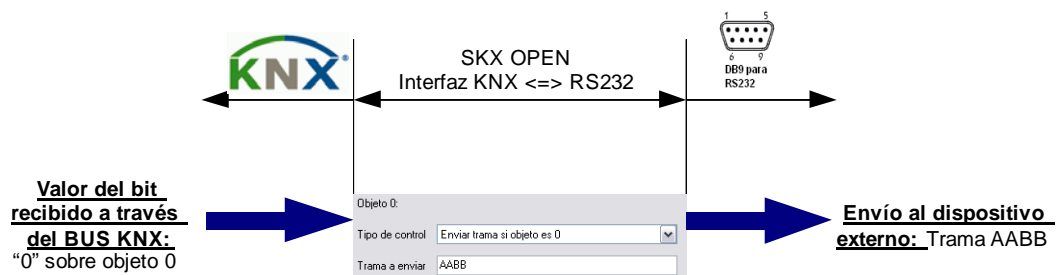 KNX
SKX OPEN
Interfaz KNX <=> RS232
1 5
6 9
DB9 para
RS232
Valor del bit
recibido a través
del BUS KNX:
“0” sobre objeto 0
Objeto 0:
Tipo de control Enviar trama si objeto es 0
Trama a enviar AABB
Envío al dispositivo
externo: Trama AABB